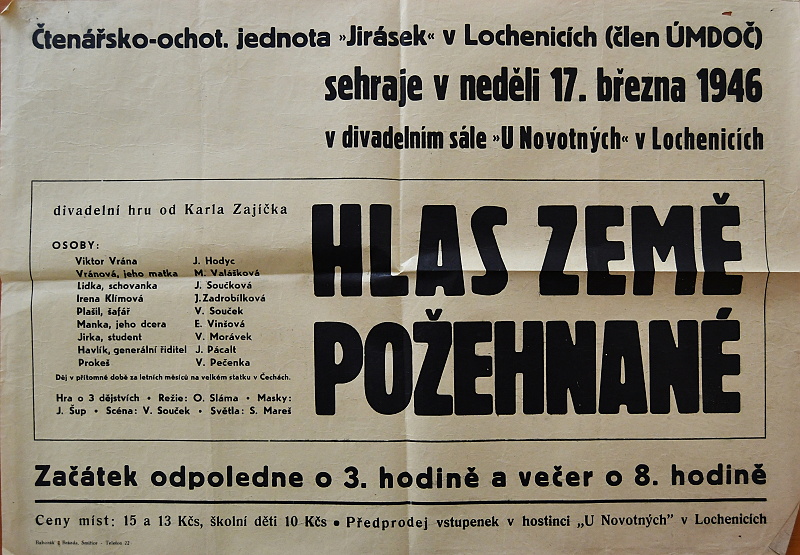 Čtenářsko-ochot. jednota »Jirásek« v Lochenicích (člen ÚMDOČ)
sehraje v neděli 17. března 1946
v divadelním sále »U Novotných« v Lochenicích
divadelní hru od Karla Zajíčka
HLAS ZEMĚ
POŽEHNANÉ
OSOBY:
Viktor Vrána J. Hodyc
Vránová, jeho matka M. Valášková
Lidka, schovanka J. Součková
Irena Klímová J. Zadrobílková
Plašil, šafář V. Souček
Manka, jeho dcera E. Vinšová
Jirka, student V. Morávek
Havlík, generální řiditel J. Pácalt
Prokeš V. Pečenka
Děj v přítomné době za letních měsíců na velkém statku v Čechách.
Hra o 3 dějstvích • Režie: O. Sláma • Masky:
J. Šup • Scéna: V. Souček • Světla: S. Mareš
Začátek odpoledne o 3. hodině a večer o 8. hodině
Ceny míst: 15 a 13 Kčs, školní děti 10 Kčs • Předprodej vstupenek v hostinci „U Novotných" v Lochenicích
Smiřice - Telefon 22